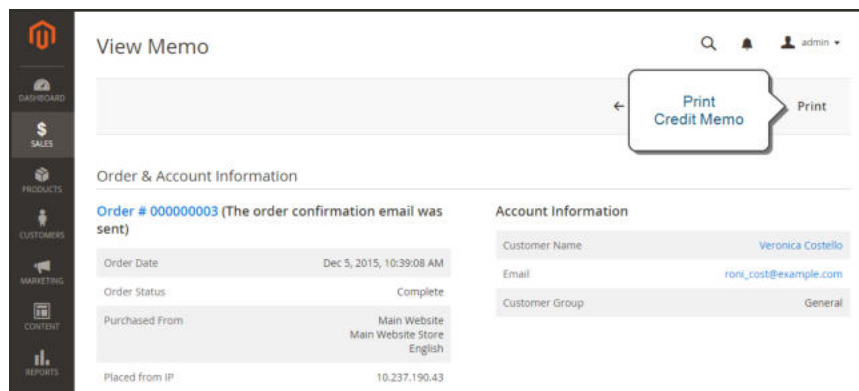 View Memo
admin
Print
Credit Memo
Print
DASHBOARD
SALES
PRODUCTS
CUSTOMERS
MARKETING
CONTENT
REPORTS
Order & Account Information
Order # 000000003 (The order confirmation email was
sent)
Order Date Dec 5, 2015, 10:39:08 AM
Order Status Complete
Purchased From Main Website
Main Website Store
English
Placed from IP 10.237.190.43
Account Information
Customer Name Veronica Costello
Email roni_cost@example.com
Customer Group General